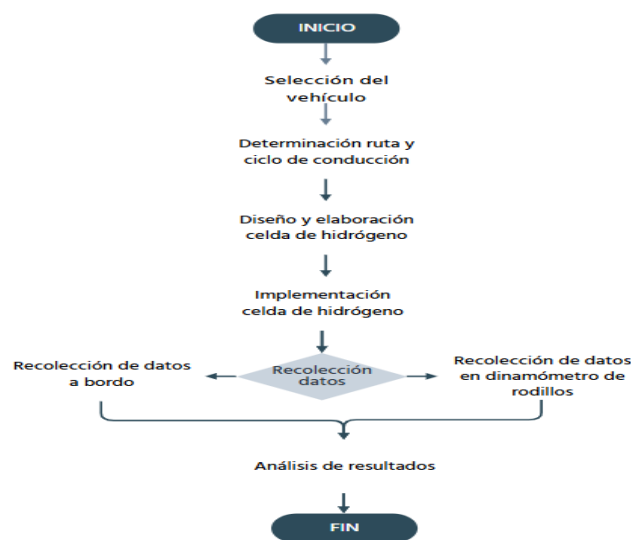 INICIO
Selección del
vehículo
Determinación ruta y
ciclo de conducción
Diseño y elaboración
celda de hidrógeno
Implementación
celda de hidrógeno
Recolección de datos
a bordo
Recolección
datos
Recolección de datos
en dinamómetro de
rodillos
Análisis de resultados
FIN